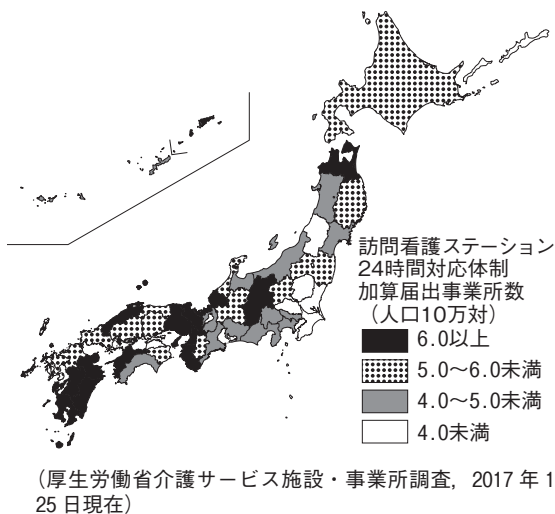 訪問看護ステーション
24時間対応体制
加算届出事業所数
(人口10万対)
6.0以上
5.0〜6.0未満
4.0〜5.0未満
4.0未満
(厚生労働省介護サービス施設・事業所調査, 2017 年 1
25 日現在)